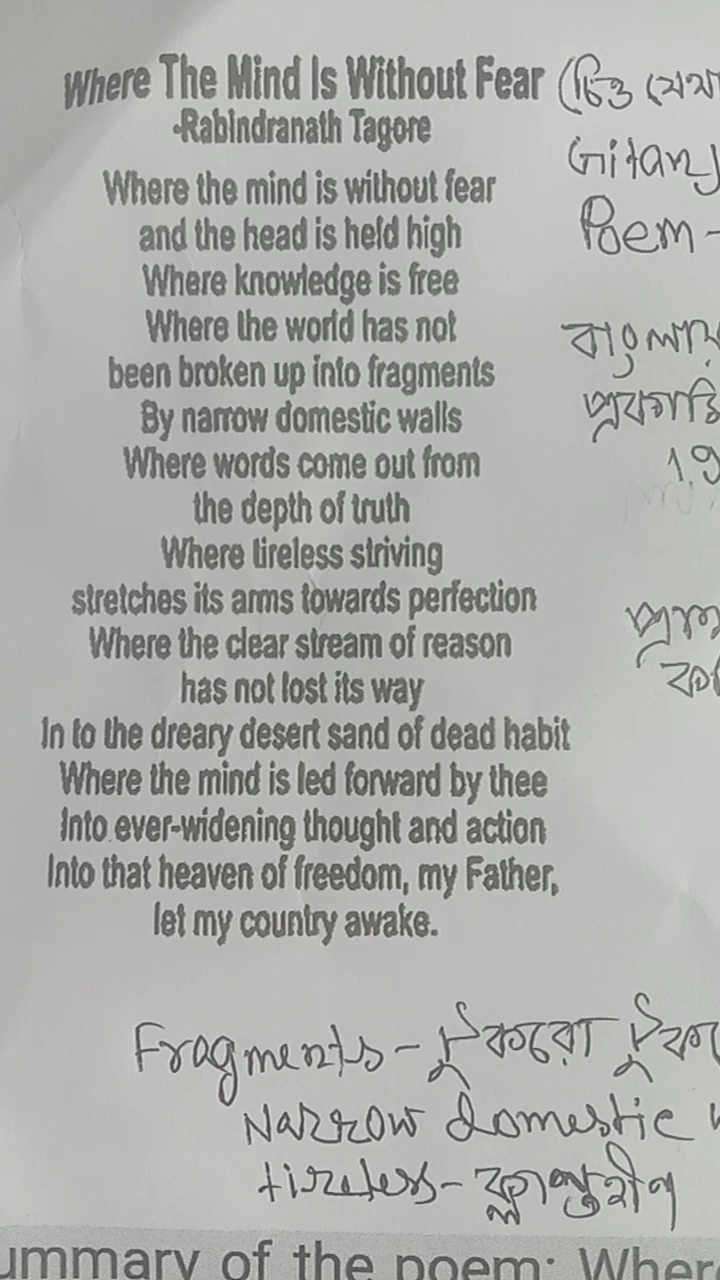 Where The Mind Is Without Fear (চিত্ত যেথা
-Rabindranath Tagore
Gitanj
Where the mind is without fear
Poem -
and the head is held high
Where knowledge is free
Where the world has not
বাংলায়
been broken up into fragments
By narrow domestic walls
Where words come out from
19
the depth of truth
Where tireless striving
stretches its arms towards perfection
Where the clear stream of reason
has not lost its way
In to the dreary desert sand of dead habit
Where the mind is led forward by thee
Into ever-widening thought and action
Into that heaven of freedom, my Father,
let my country awake.
Fragments - টুকরো
Narrow domestic
tireless - ক্লান্তহীন
ummary of the poem: Wher